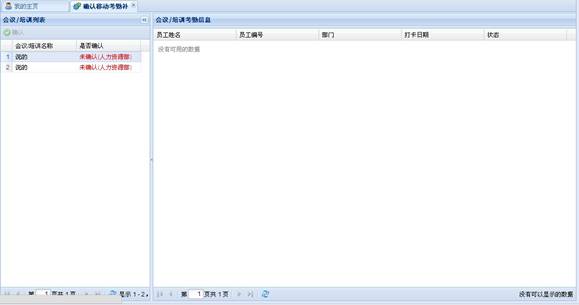 我的主页 确认移动考勤补
会议/培训列表
确认
会议/培训名称 是否确认
1 说的 未确认(人力资源部)
2 说的 未确认(人力资源部)
第 1 页共 1 页 显示 1 - 2,
会议/培训考勤信息
员工姓名 员工编号 部门 打卡日期 状态
没有可用的数据
第 1 页共 1 页 没有可以显示的数据